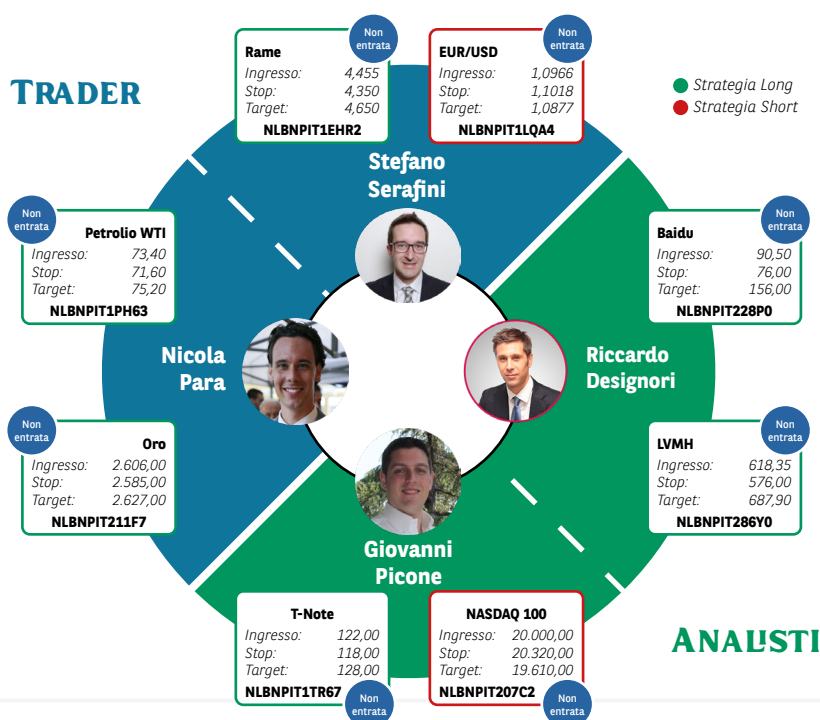 TRADER
Non
entrata
Rame
Ingresso: 4,455
Stop: 4,350
Target: 4,650
NLBNPIT1EHR2
Non
entrata
EUR/USD
Ingresso: 1,0966
Stop: 1,1018
Target: 1,0877
NLBNPIT1LQA4
Strategia Long
Strategia Short
Stefano
Serafini
Non
entrata
Petrolio WTI
Ingresso: 73,40
Stop: 71,60
Target: 75,20
NLBNPIT1PH63
Non
entrata
Baidu
Ingresso: 90,50
Stop: 76,00
Target: 156,00
NLBNPIT228P0
Nicola
Para
Riccardo
Designori
Non
entrata
Oro
Ingresso: 2.606,00
Stop: 2.585,00
Target: 2.627,00
NLBNPIT211F7
Non
entrata
LVMH
Ingresso: 618,35
Stop: 576,00
Target: 687,90
NLBNPIT286Y0
Giovanni
Picone
T-Note
Ingresso: 122,00
Stop: 118,00
Target: 128,00
NLBNPIT1TR67
Non
entrata
NASDAQ 100
Ingresso: 20.000,00
Stop: 20.320,00
Target: 19.610,00
NLBNPIT207C2
Non
entrata
ANALISTI